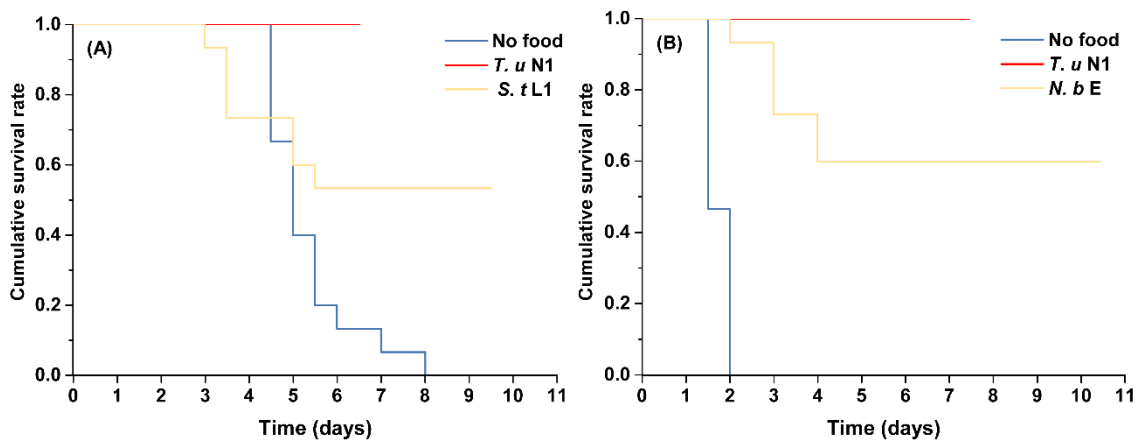 (A)
No food
T. u N1
S. t L1
Cumulative survival rate
1.0
0.8
0.6
0.4
0.2
0.0
0 1 2 3 4 5 6 7 8 9 10 11
Time (days)
(B)
No food
T. u N1
N. b E
Cumulative survival rate
1.0
0.8
0.6
0.4
0.2
0.0
0 1 2 3 4 5 6 7 8 9 10 11
Time (days)